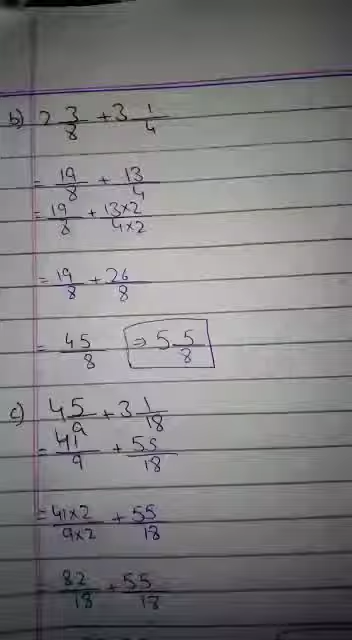 b) 2 3/8 + 3 1/4
= 19/8 + 13/4
= 19/8 + 13×2/4×2
= 19/8 + 26/8
= 45/8 ⇒ 5 5/8
c) 4 5/9 + 3 1/18
= 41/9 + 55/18
= 41×2/9×2 + 55/18
= 82/18 + 55/18